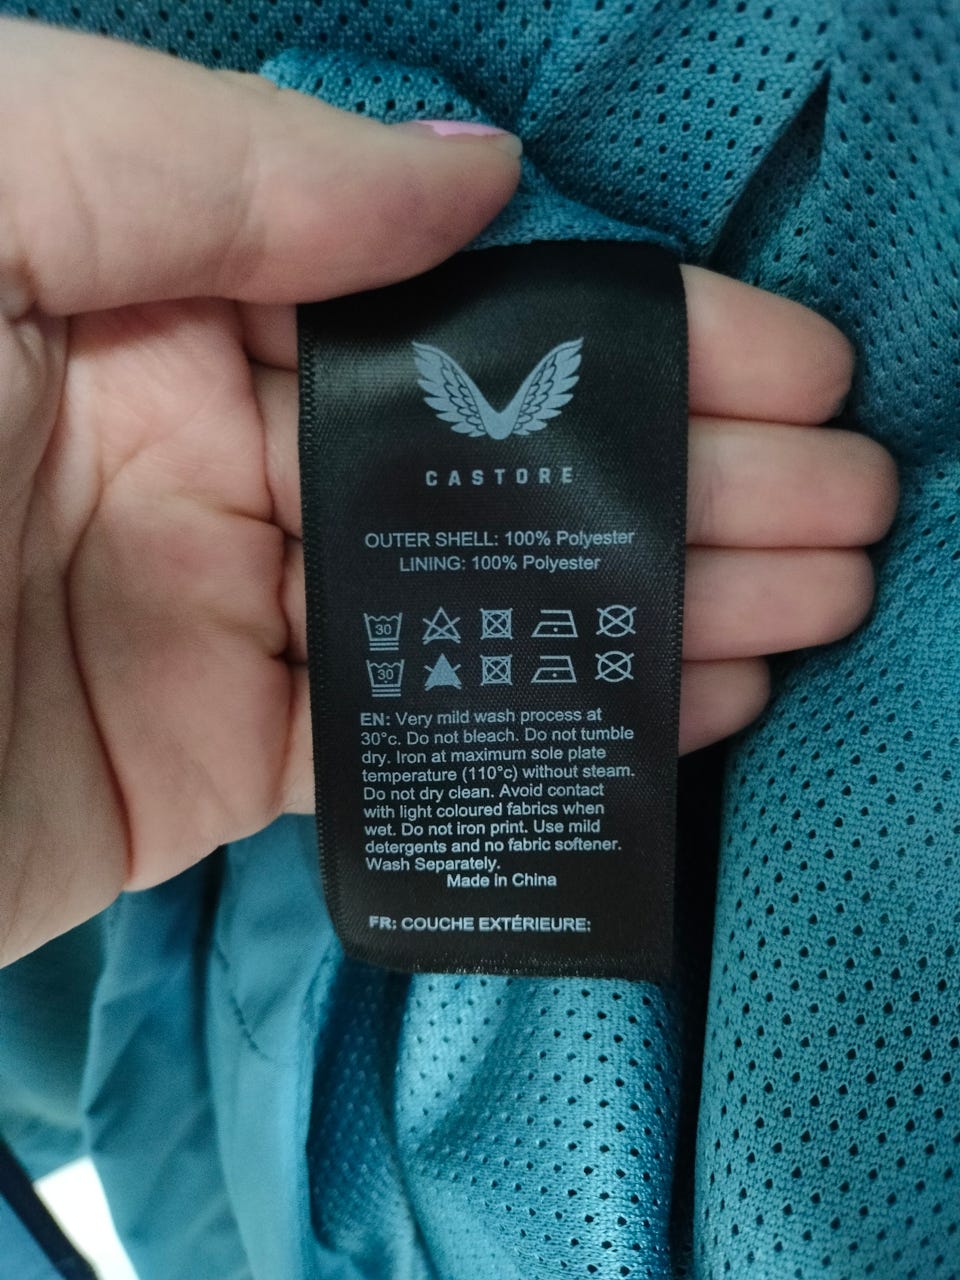 CASTORE
OUTER SHELL: 100% Polyester
LINING: 100% Polyester
30
30
EN: Very mild wash process at
30°c. Do not bleach. Do not tumble
dry. Iron at maximum sole plate
temperature (110°c) without steam.
Do not dry clean. Avoid contact
with light coloured fabrics when
wet. Do not iron print. Use mild
detergents and no fabric softener.
Wash Separately.
Made in China
FR: COUCHE EXTÉRIEURE: